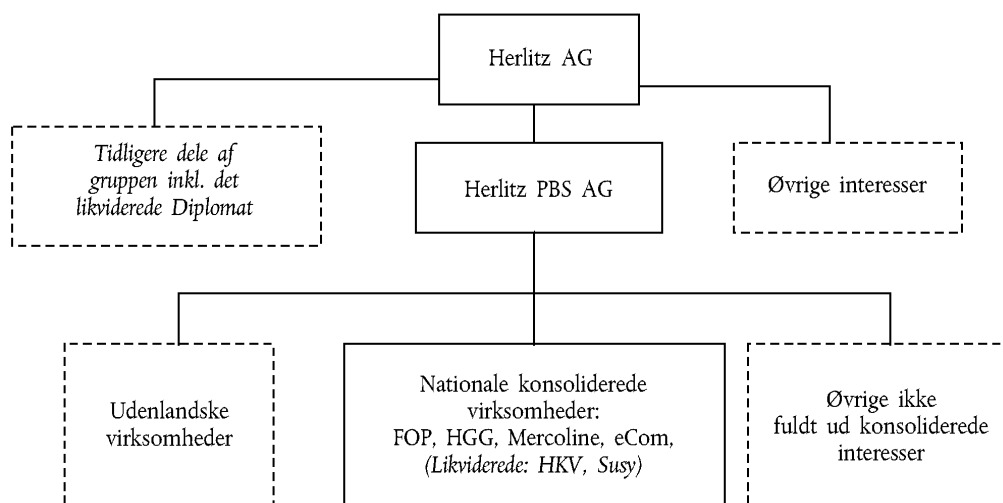 Herlitz AG
Tidligere dele af
gruppen inkl. det
likviderede Diplomat
Herlitz PBS AG
Øvrige interesser
Udenlandske
virksomheder
Nationale konsoliderede
virksomheder:
FOP, HGG, Mercoline, eCom,
(Likviderede: HKV, Susy)
Øvrige ikke
fuldt ud konsoliderede
interesser